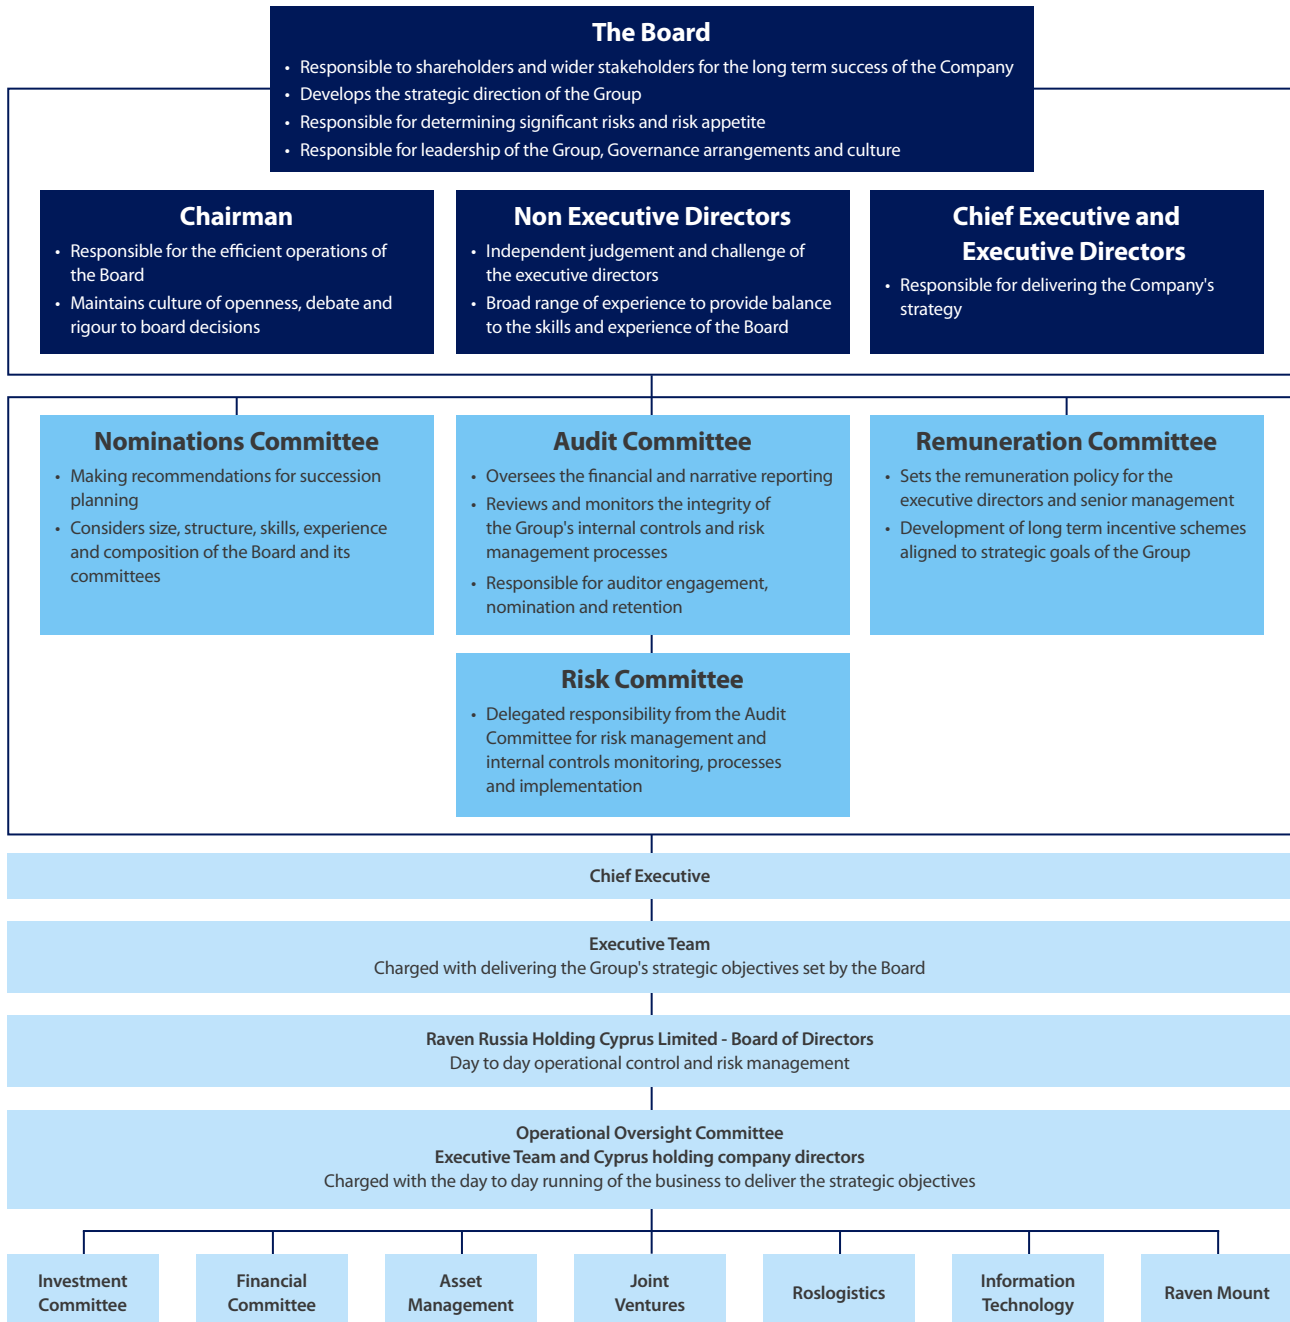 The Board
• Responsible to shareholders and wider stakeholders for the long term success of the Company
• Develops the strategic direction of the Group
• Responsible for determining significant risks and risk appetite
• Responsible for leadership of the Group, Governance arrangements and culture
Chairman
• Responsible for the efficient operations of
the Board
• Maintains culture of openness, debate and
rigour to board decisions
Non Executive Directors
• Independent judgement and challenge of
the executive directors
• Broad range of experience to provide balance
to the skills and experience of the Board
Chief Executive and
Executive Directors
• Responsible for delivering the Company's
strategy
Nominations Committee
• Making recommendations for succession
planning
• Considers size, structure, skills, experience
and composition of the Board and its
committees
Audit Committee
• Oversees the financial and narrative reporting
• Reviews and monitors the integrity of
the Group's internal controls and risk
management processes
• Responsible for auditor engagement,
nomination and retention
Remuneration Committee
• Sets the remuneration policy for the
executive directors and senior management
• Development of long term incentive schemes
aligned to strategic goals of the Group
Risk Committee
• Delegated responsibility from the Audit
Committee for risk management and
internal controls monitoring, processes
and implementation
Chief Executive
Executive Team
Charged with delivering the Group's strategic objectives set by the Board
Raven Russia Holding Cyprus Limited - Board of Directors
Day to day operational control and risk management
Operational Oversight Committee
Executive Team and Cyprus holding company directors
Charged with the day to day running of the business to deliver the strategic objectives
Investment
Committee
Financial
Committee
Asset
Management
Joint
Ventures
Roslogistics
Information
Technology
Raven Mount